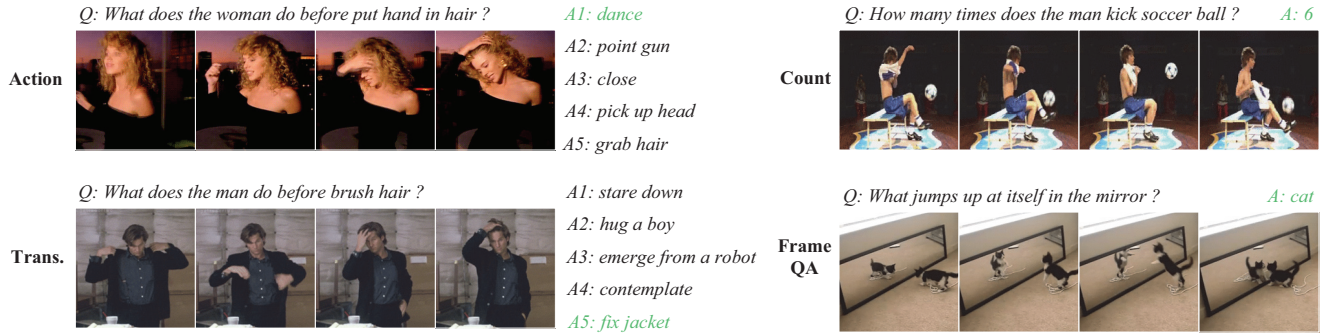 Q: What does the woman do before put hand in hair ?
Action
A1: dance
A2: point gun
A3: close
A4: pick up head
A5: grab hair
Q: How many times does the man kick soccer ball ? A: 6
Count
Q: What does the man do before brush hair ?
Trans.
A1: stare down
A2: hug a boy
A3: emerge from a robot
A4: contemplate
A5: fix jacket
Q: What jumps up at itself in the mirror ? A: cat
Frame
QA